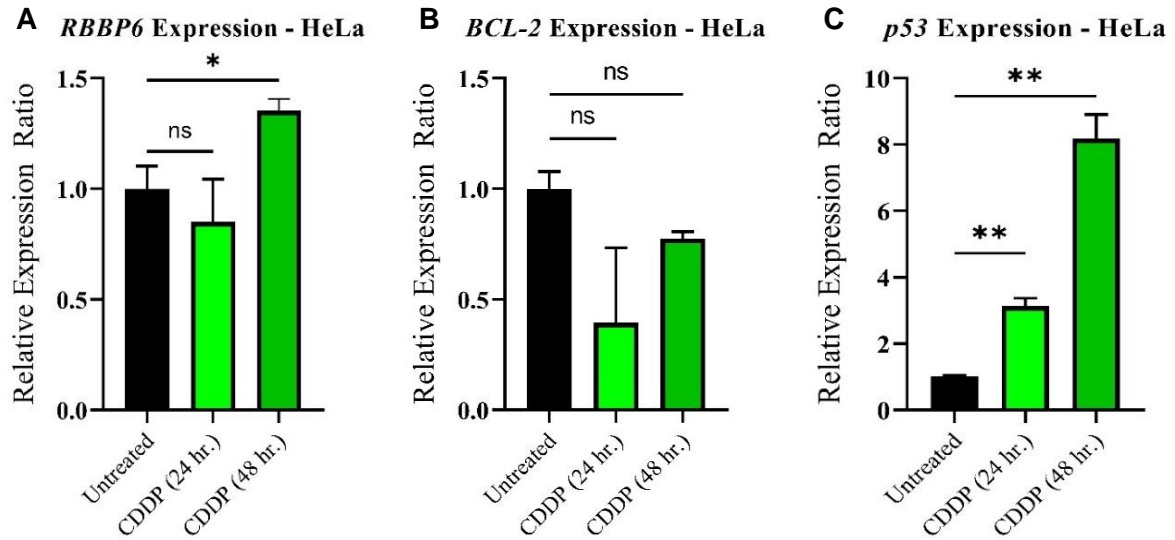 A
RBBP6 Expression - HeLa
Relative Expression Ratio
1.5
1.0
0.5
0.0
*
ns
Untreated
CDDP (24 hr.)
CDDP (48 hr.)
B
BCL-2 Expression - HeLa
Relative Expression Ratio
1.5
1.0
0.5
0.0
ns
ns
Untreated
CDDP (24 hr.)
CDDP (48 hr.)
C
p53 Expression - HeLa
Relative Expression Ratio
10
8
6
4
2
0
**
**
Untreated
CDDP (24 hr.)
CDDP (48 hr.)